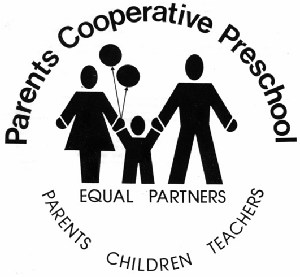 Parents Cooperative Preschool
EQUAL PARTNERS
PARENTS CHILDREN TEACHERS